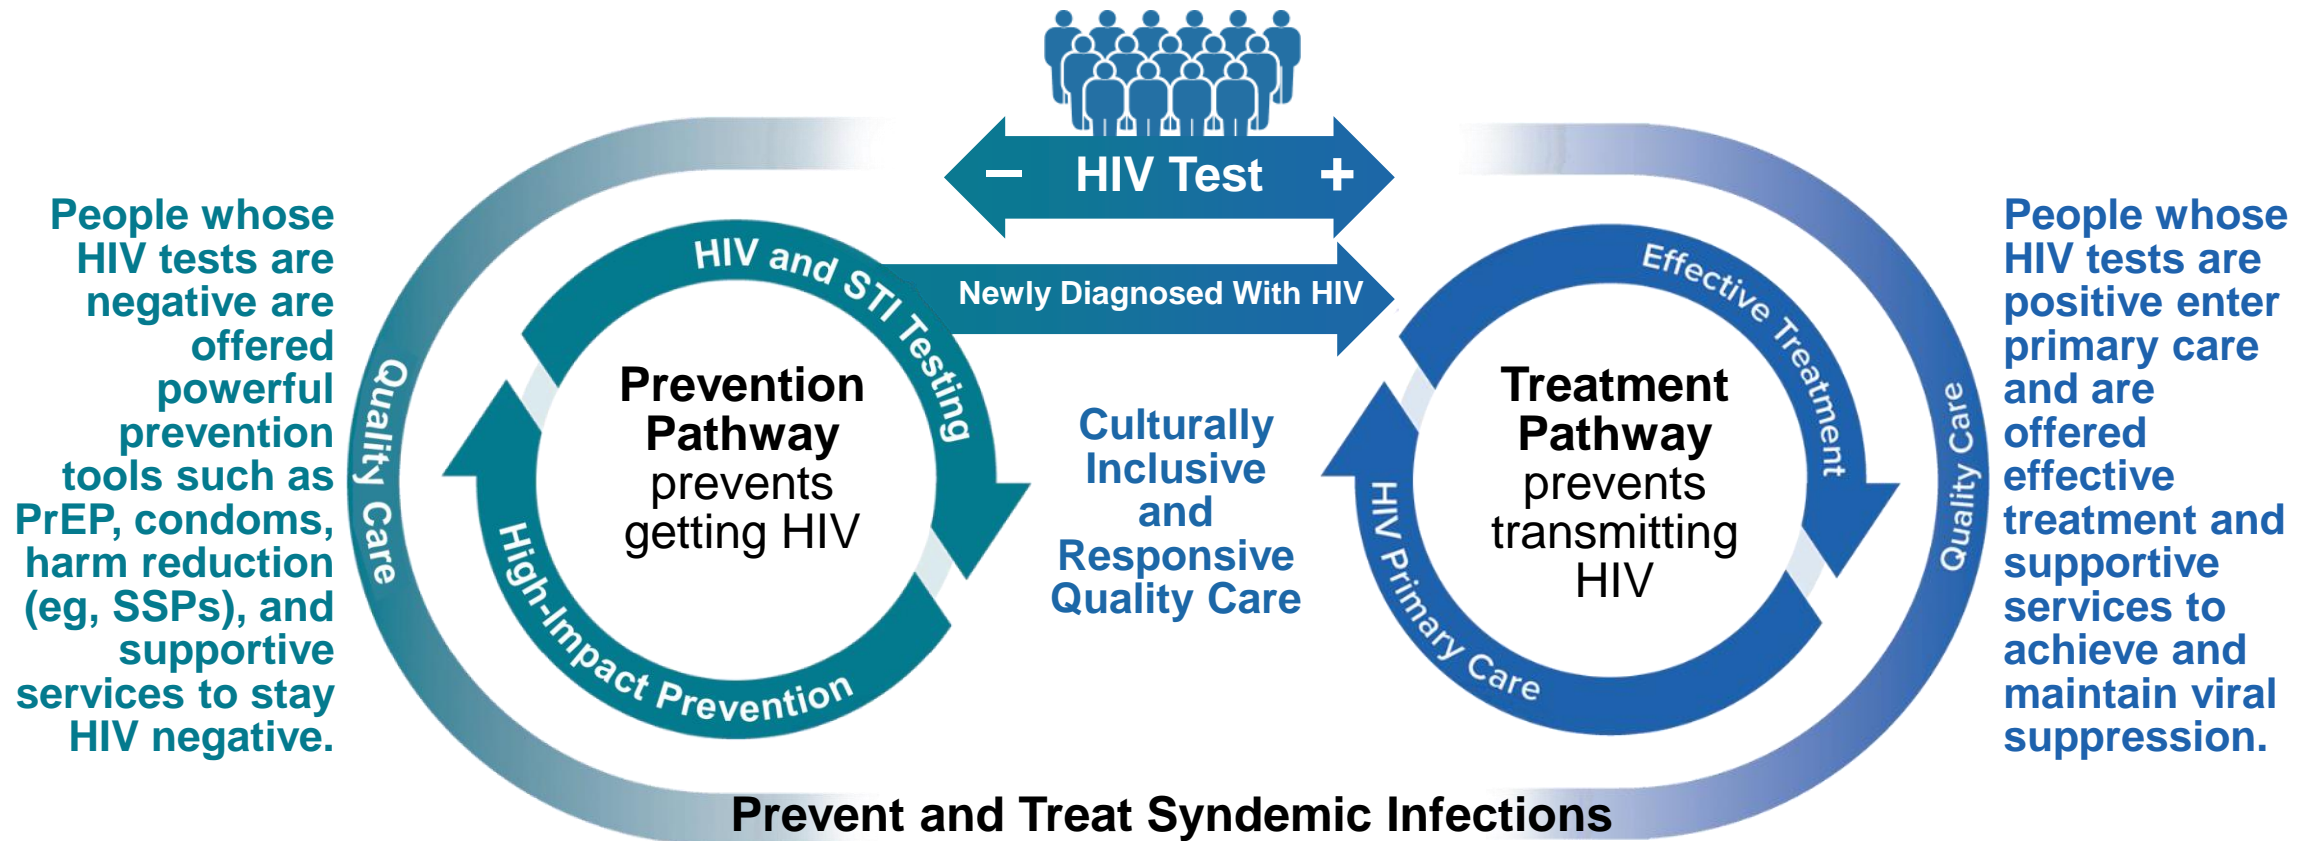 − HIV Test +
Newly Diagnosed With HIV
People whose
HIV tests are
negative are
offered
powerful
prevention
tools such as
PrEP, condoms,
harm reduction
(eg, SSPs), and
supportive
services to stay
HIV negative.
Quality Care
HIV and STI Testing
High-Impact Prevention
Prevention
Pathway
prevents
getting HIV
Culturally
Inclusive
and
Responsive
Quality Care
Effective Treatment
HIV Primary Care
Treatment
Pathway
prevents
transmitting
HIV
Quality Care
People whose
HIV tests are
positive enter
primary care
and are
offered
effective
treatment and
supportive
services to
achieve and
maintain viral
suppression.
Prevent and Treat Syndemic Infections